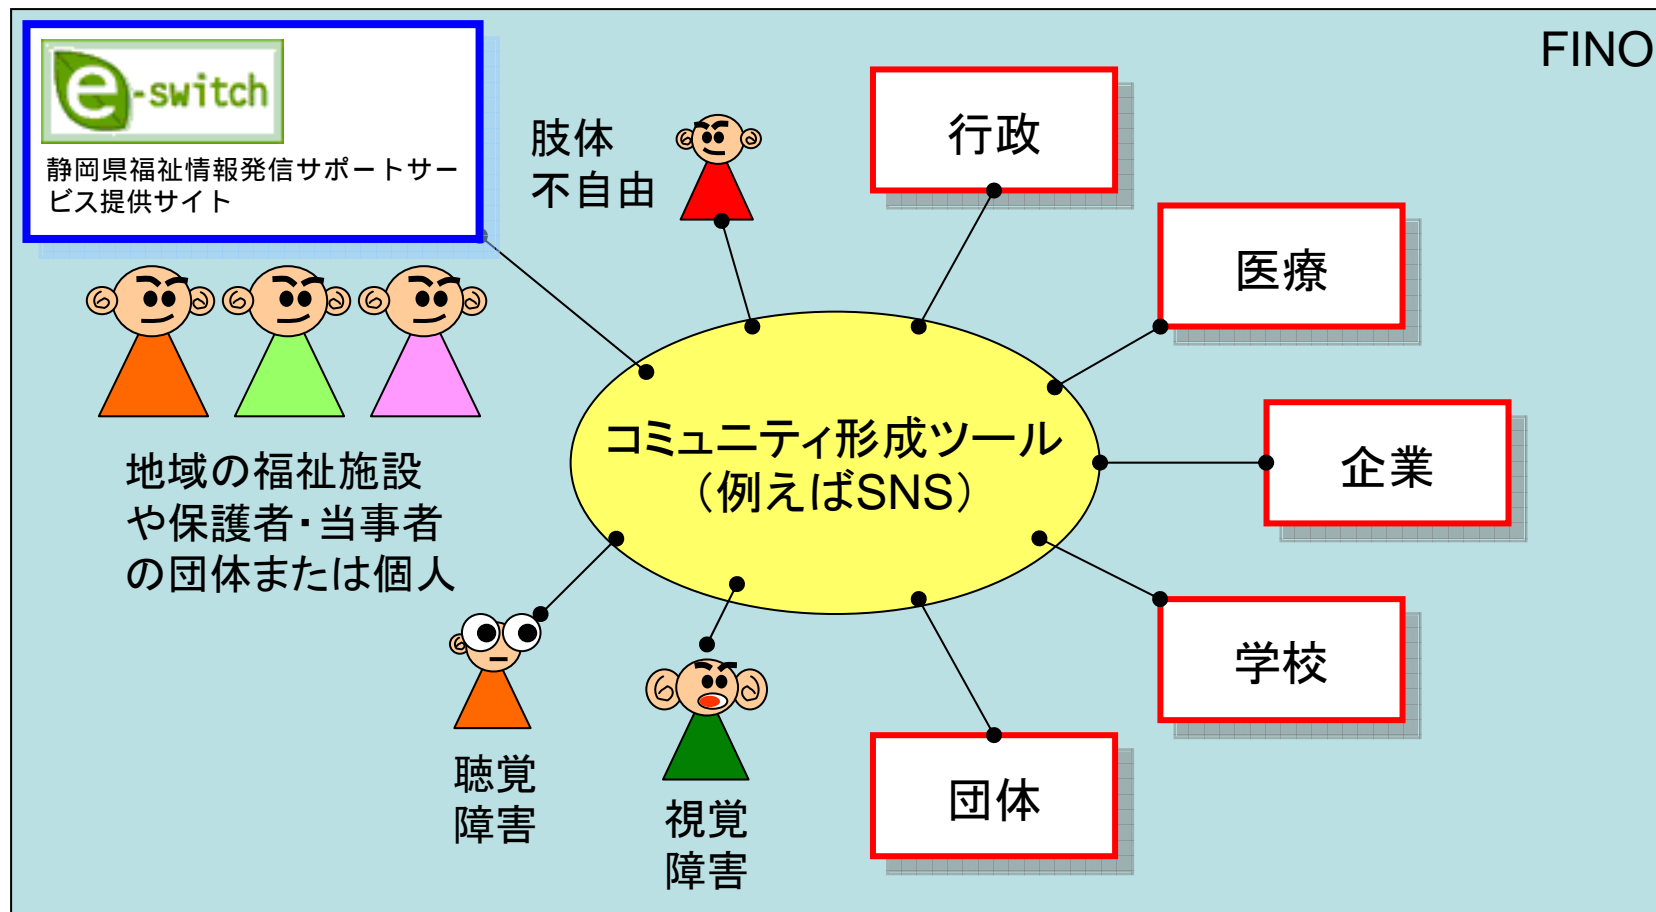 FINO
e-switch
静岡県福祉情報発信サポートサー
ビス提供サイト
肢体
不自由
行政
医療
企業
学校
団体
コミュニティ形成ツール
（例えばSNS）
地域の福祉施設
や保護者・当事者
の団体または個人
聴覚
障害
視覚
障害